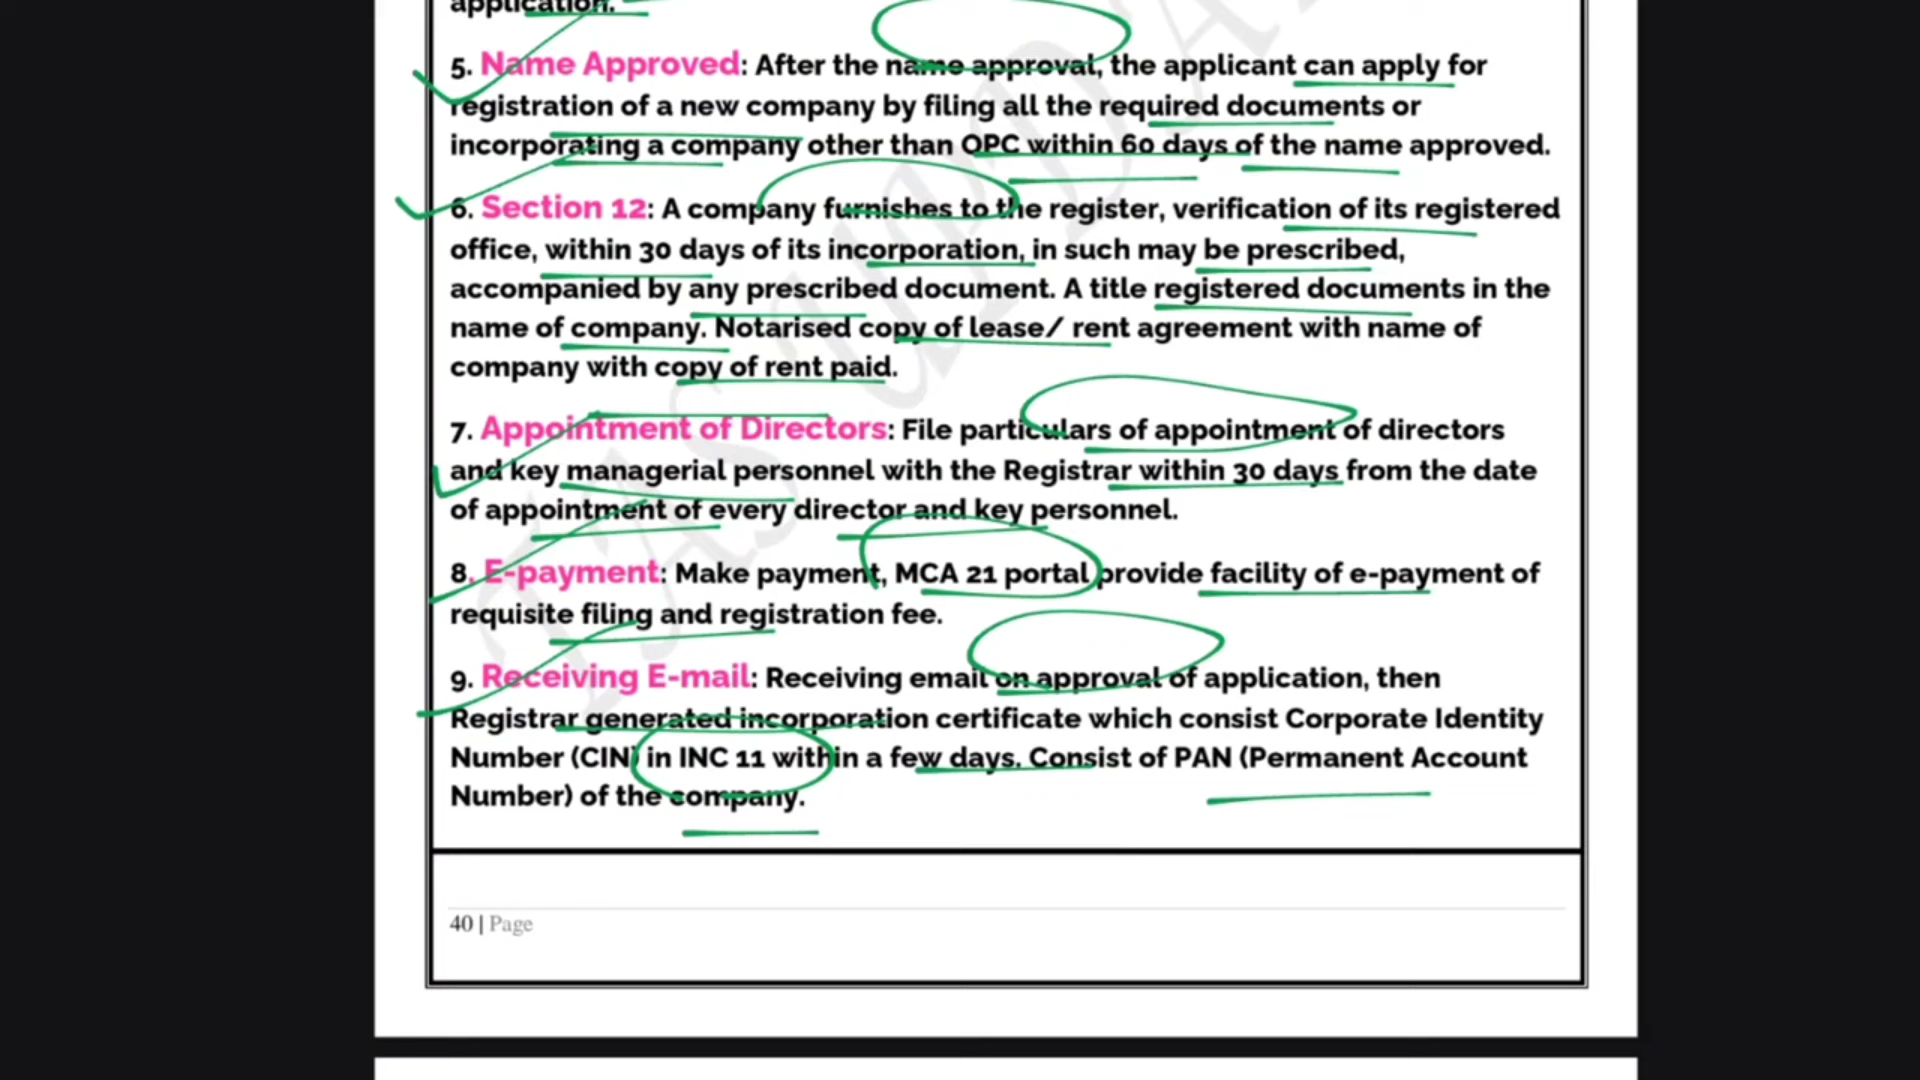 application.
5. Name Approved: After the name approval, the applicant can apply for
registration of a new company by filing all the required documents or
incorporating a company other than OPC within 60 days of the name approved.
6. Section 12: A company furnishes to the register, verification of its registered
office, within 30 days of its incorporation, in such may be prescribed,
accompanied by any prescribed document. A title registered documents in the
name of company. Notarised copy of lease/ rent agreement with name of
company with copy of rent paid.
7. Appointment of Directors: File particulars of appointment of directors
and key managerial personnel with the Registrar within 30 days from the date
of appointment of every director and key personnel.
8. E-payment: Make payment, MCA 21 portal provide facility of e-payment of
requisite filing and registration fee.
9. Receiving E-mail: Receiving email on approval of application, then
Registrar generated incorporation certificate which consist Corporate Identity
Number (CIN) in INC 11 within a few days. Consist of PAN (Permanent Account
Number) of the company.
40 | Page